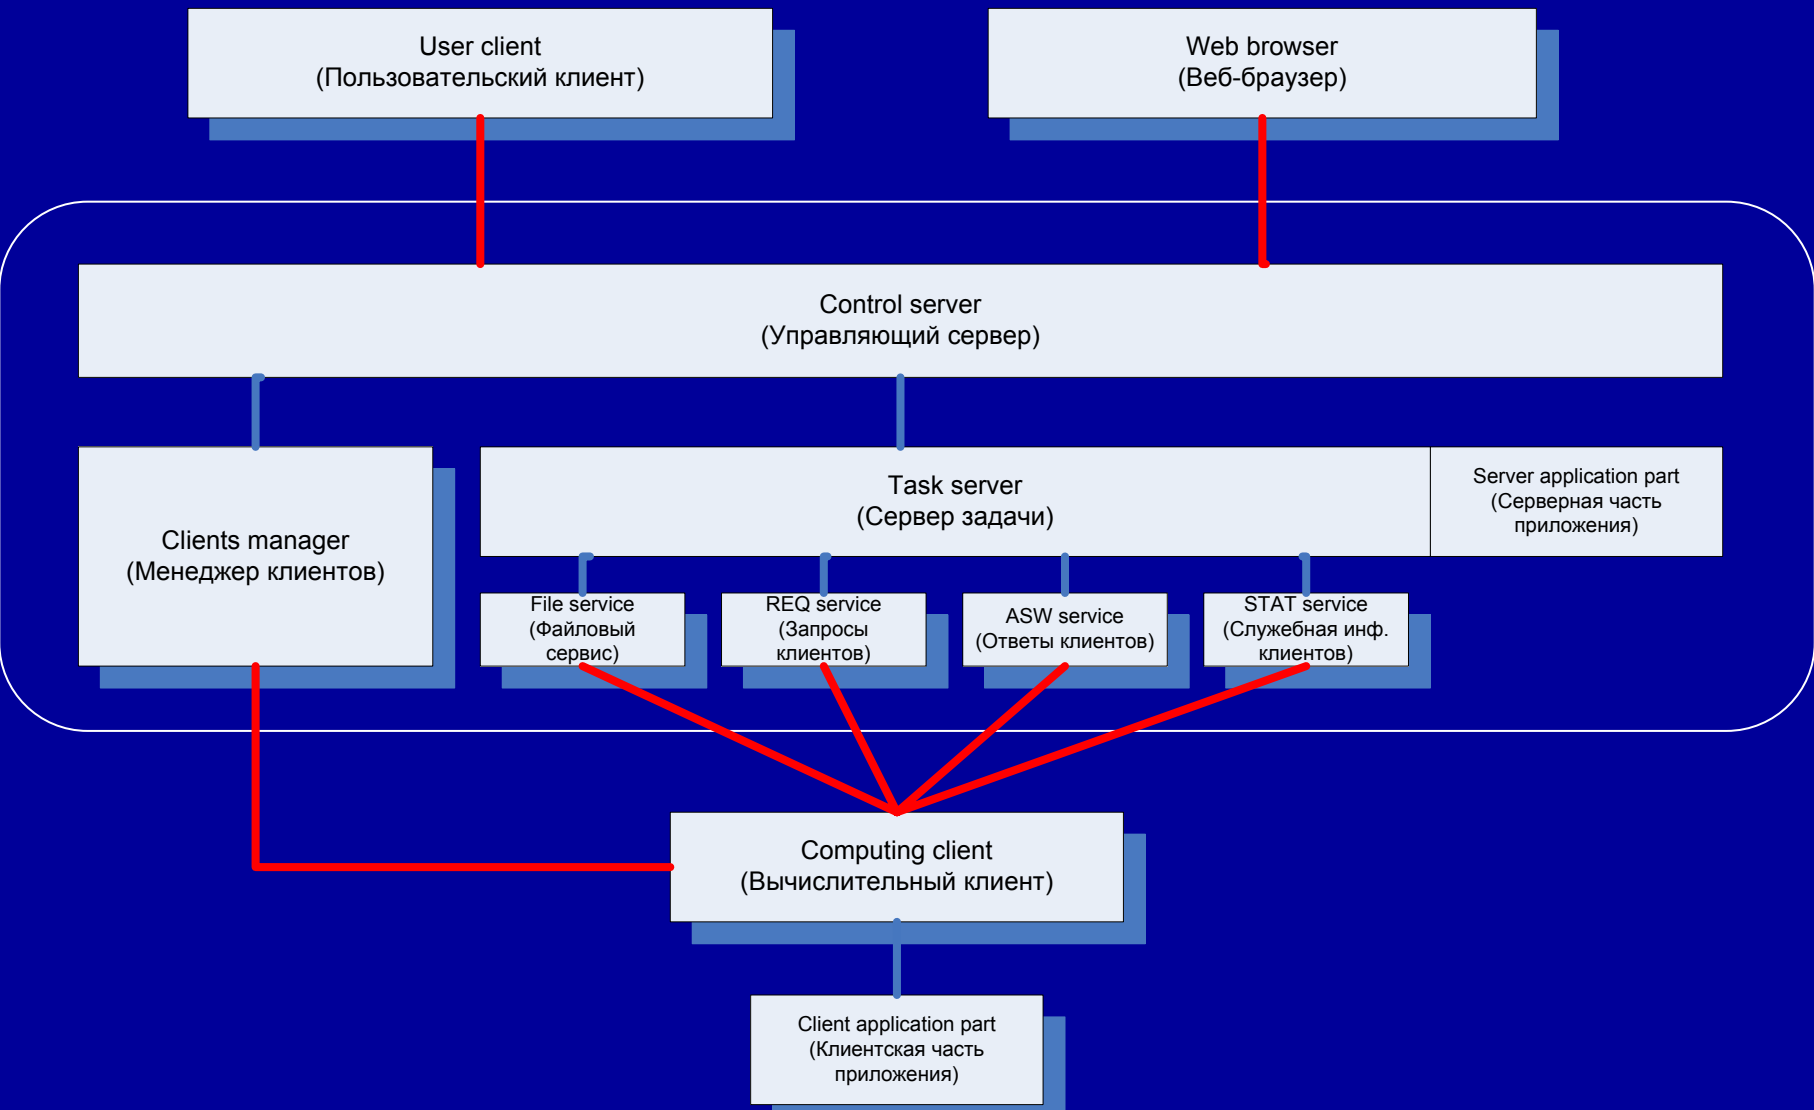 User client
(Пользовательский клиент)
Web browser
(Веб-браузер)
Control server
(Управляющий сервер)
Clients manager
(Менеджер клиентов)
Task server
(Сервер задачи)
Server application part
(Серверная часть
приложения)
File service
(Файловый
сервис)
REQ service
(Запросы
клиентов)
ASW service
(Ответы клиентов)
STAT service
(Служебная инф.
клиентов)
Computing client
(Вычислительный клиент)
Client application part
(Клиентская часть
приложения)